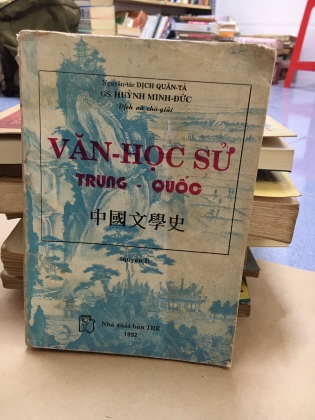 Nguyên-tác DỊCH QUÂN-TẢ
GS. HUỲNH MINH-ĐỨC
Dịch và chú-giải
VĂN-HỌC SỬ
TRUNG - QUỐC
中國文學史
Nhà xuất-bản TRẺ
1992